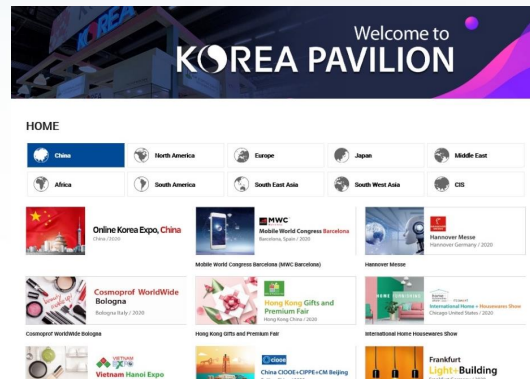 KOREA
Welcome to
KOREA PAVILION
HOME
China
North America
Europe
Japan
Middle East
Africa
South America
South East Asia
South West Asia
CIS
Online Korea Expo, China
China / 2020
MWC
Mobile World Congress Barcelona
Barcelona, Spain / 2020
Hannover Messe
Hannover Germany / 2020
Mobile World Congress Barcelona (MWC Barcelona)
Hannover Messe
Cosmoprof WorldWide
Bologna
Bologna Italy / 2020
Hong Kong Gifts and
Premium Fair
Hong Kong China / 2020
International Home + Housewares Show
Chicago United States / 2020
Cosmoprof WorldWide Bologna
Hong Kong Gifts and Premium Fair
International Home Housewares Show
VIETNAM
EXPO
Vietnam Hanoi Expo
ciooe
China CIOOE+CIPPE+CM Beijing
Frankfurt
Light+Building